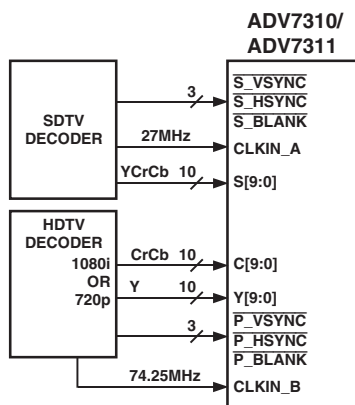 ADV7310/
ADV7311
SDTV
DECODER
3
S_VSYNC
S_HSYNC
S_BLANK
27MHz
CLKIN_A
YCrCb 10
S[9:0]
HDTV
DECODER
1080i
OR
720p
CrCb 10
C[9:0]
Y 10
Y[9:0]
3
P_VSYNC
P_HSYNC
P_BLANK
74.25MHz
CLKIN_B